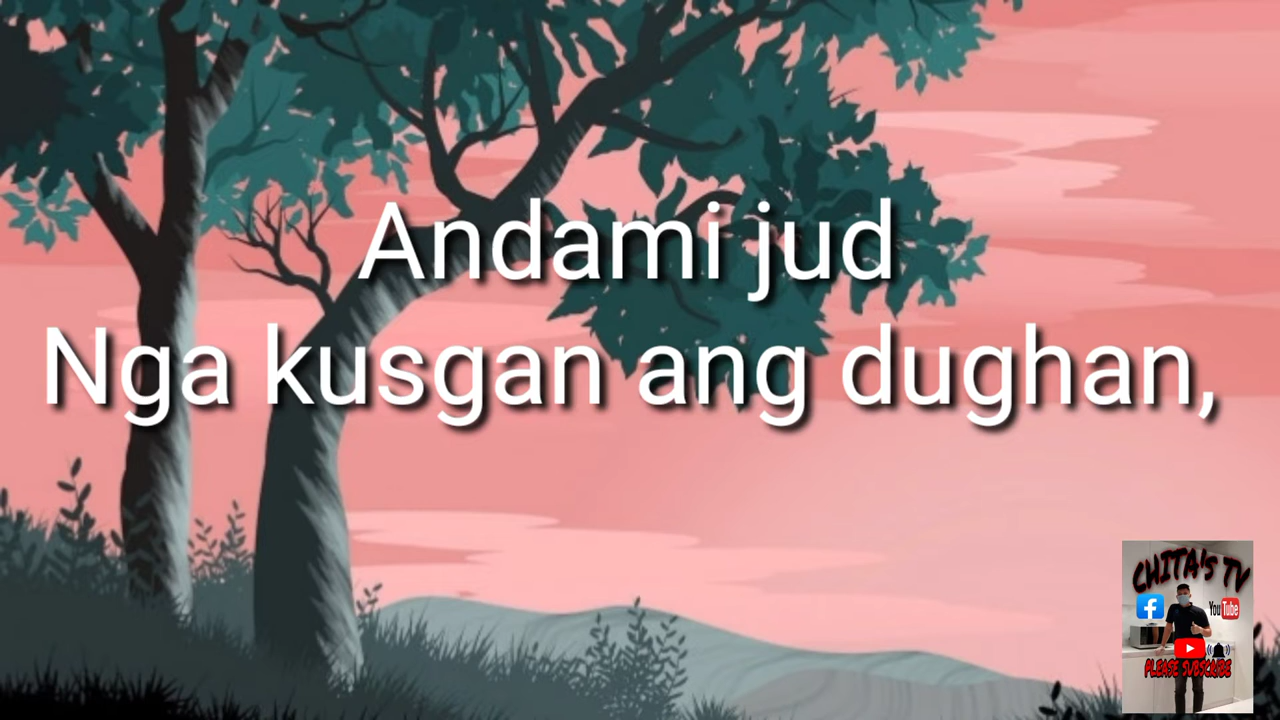 Andami jud
Nga kusgan ang dughan,
CHITA'S TV
YouTube
PLEASE SUBSCRIBE